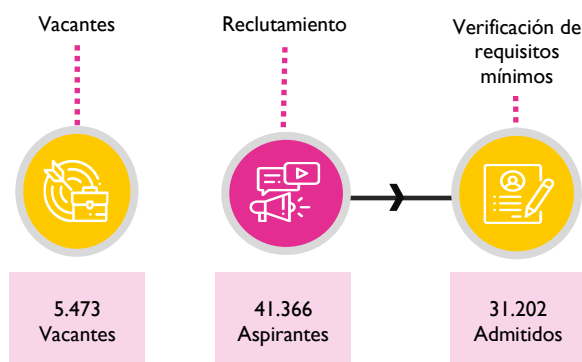 Vacantes
Reclutamiento
Verificación de
requisitos
mínimos
5.473
Vacantes
41.366
Aspirantes
31.202
Admitidos